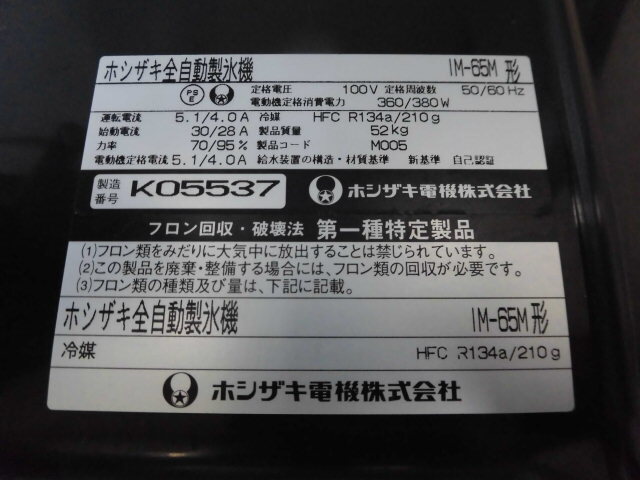 ホシザキ全自動製氷機 IM-65M 形
PSE 定格電圧 100V 定格周波数 50/60Hz
電動機定格消費電力 360/380W
運転電流 5.1/4.0A 冷媒 HFC R134a/210g
始動電流 30/28A 製品質量 52kg
力率 70/95% 製品コード M005
電動機定格電流 5.1/4.0A 給水装置の構造・材質基準 新基準 自己認証
製造番号 K05537 ホシザキ電機株式会社
フロン回収・破壊法 第一種特定製品
(1)フロン類をみだりに大気中に放出することは禁じられています。
(2)この製品を廃棄・整備する場合には、フロン類の回収が必要です。
(3)フロン類の種類及び量は、下記に記載。
ホシザキ全自動製氷機 IM-65M 形
冷媒 HFC R134a/210g
ホシザキ電機株式会社